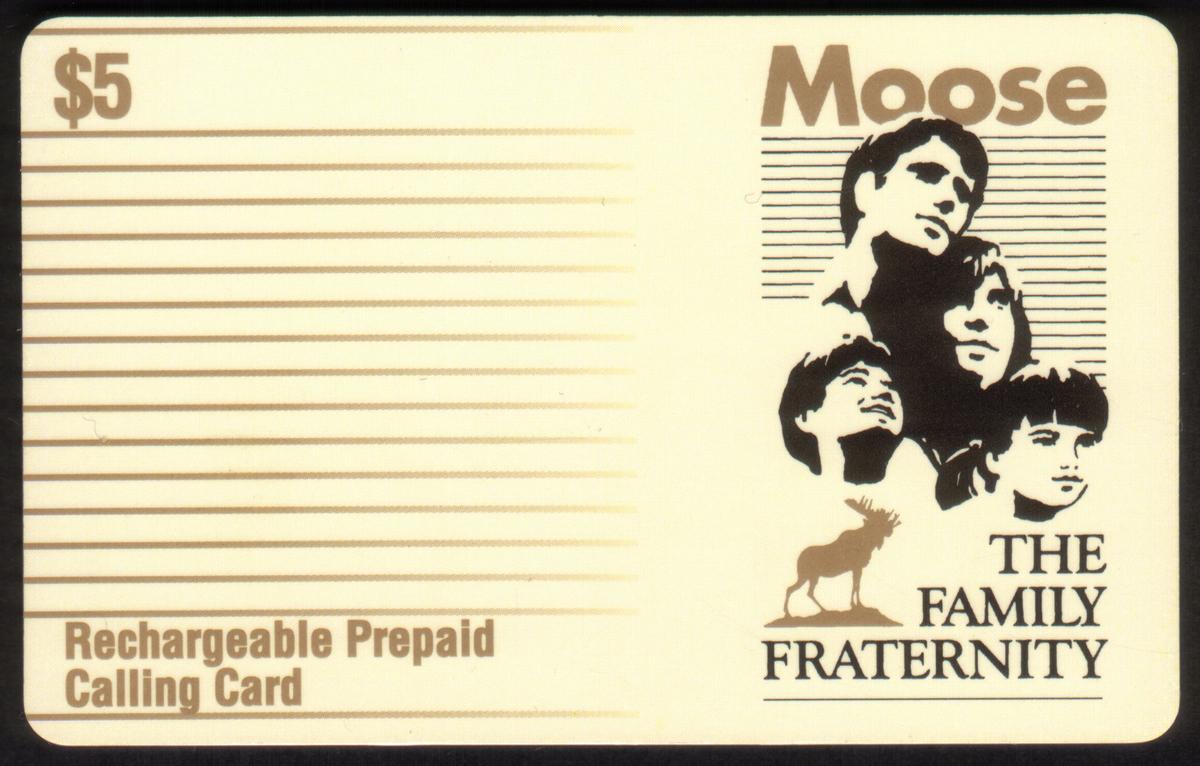 $5
Moose
THE
FAMILY
FRATERNITY
Rechargeable Prepaid
Calling Card